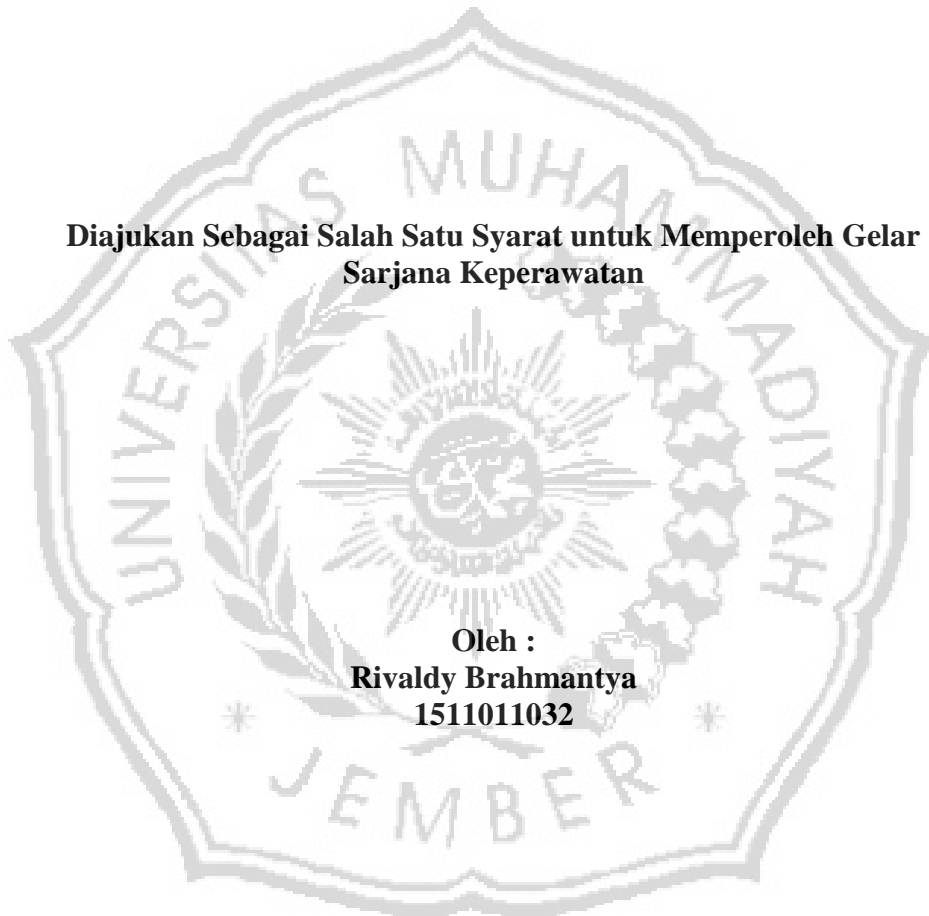 UNIVERSITAS MUHAMMADIYAH
Diajukan Sebagai Salah Satu Syarat untuk Memperoleh Gelar
Sarjana Keperawatan
Oleh :
Rivaldy Brahmantya
1511011032
JEMBER